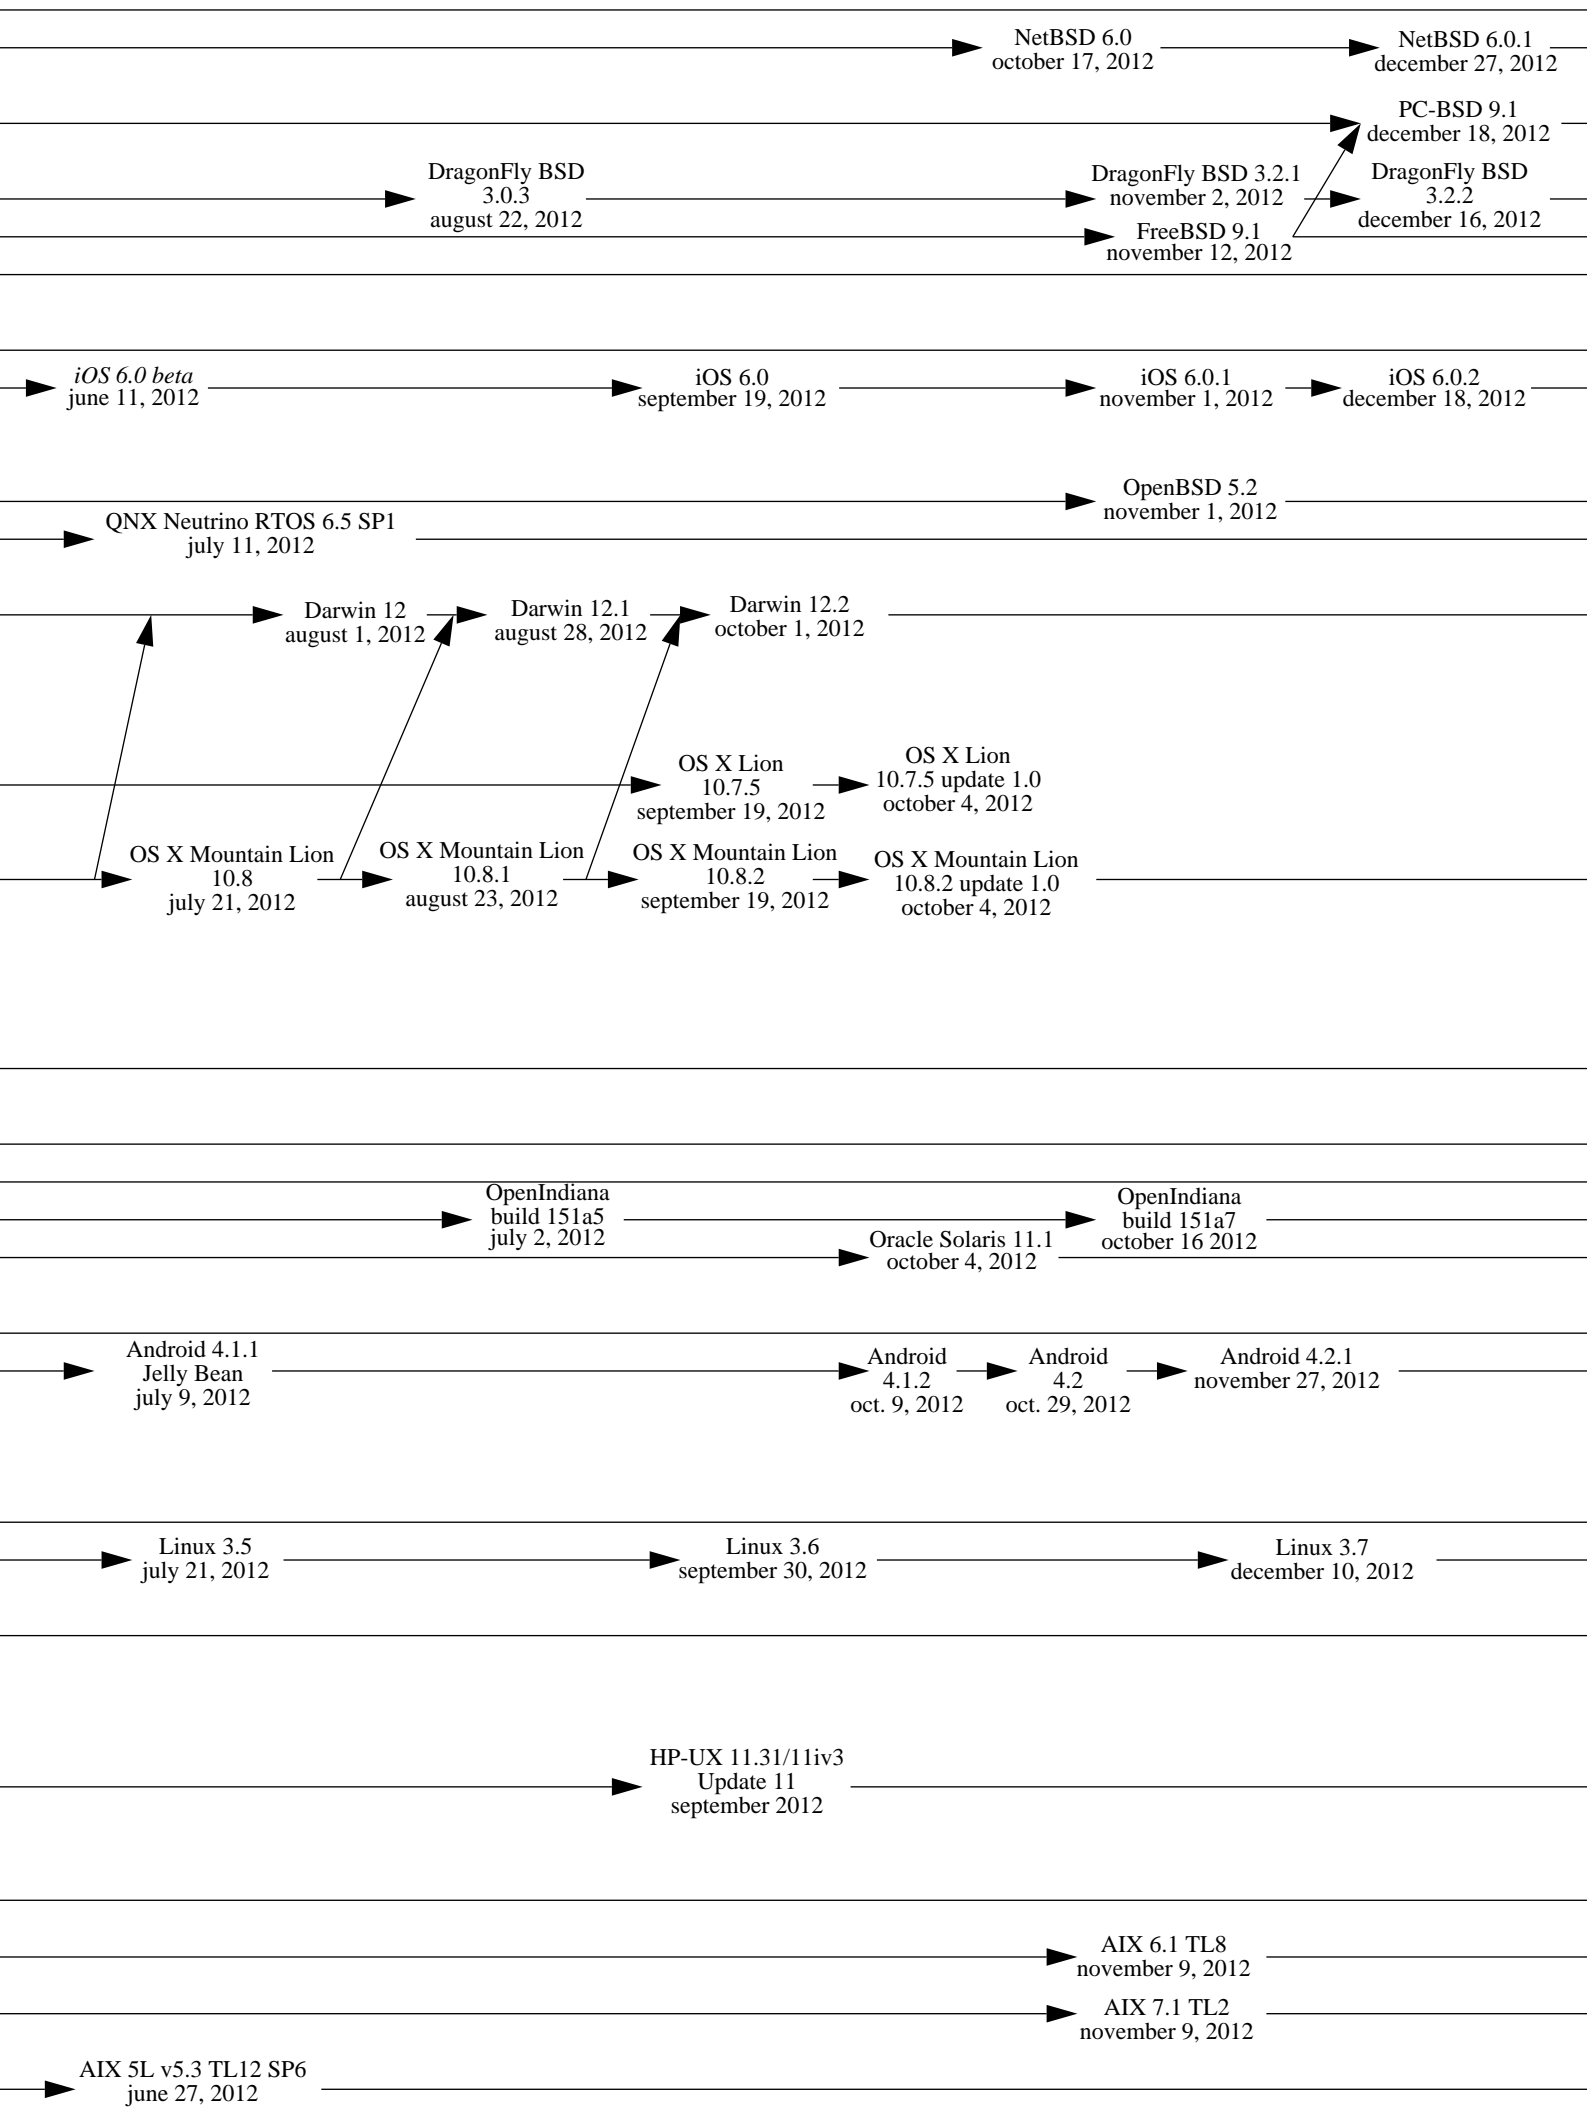 NetBSD 6.0
october 17, 2012
NetBSD 6.0.1
december 27, 2012
PC-BSD 9.1
december 18, 2012
DragonFly BSD
3.0.3
august 22, 2012
DragonFly BSD 3.2.1
november 2, 2012
DragonFly BSD
3.2.2
december 16, 2012
FreeBSD 9.1
november 12, 2012
iOS 6.0 beta
june 11, 2012
iOS 6.0
september 19, 2012
iOS 6.0.1
november 1, 2012
iOS 6.0.2
december 18, 2012
OpenBSD 5.2
november 1, 2012
QNX Neutrino RTOS 6.5 SP1
july 11, 2012
Darwin 12
august 1, 2012
Darwin 12.1
august 28, 2012
Darwin 12.2
october 1, 2012
OS X Lion
10.7.5
september 19, 2012
OS X Lion
10.7.5 update 1.0
october 4, 2012
OS X Mountain Lion
10.8
july 21, 2012
OS X Mountain Lion
10.8.1
august 23, 2012
OS X Mountain Lion
10.8.2
september 19, 2012
OS X Mountain Lion
10.8.2 update 1.0
october 4, 2012
OpenIndiana
build 151a5
july 2, 2012
OpenIndiana
build 151a7
october 16 2012
Oracle Solaris 11.1
october 4, 2012
Android 4.1.1
Jelly Bean
july 9, 2012
Android
4.1.2
oct. 9, 2012
Android
4.2
oct. 29, 2012
Android 4.2.1
november 27, 2012
Linux 3.5
july 21, 2012
Linux 3.6
september 30, 2012
Linux 3.7
december 10, 2012
HP-UX 11.31/11iv3
Update 11
september 2012
AIX 6.1 TL8
november 9, 2012
AIX 7.1 TL2
november 9, 2012
AIX 5L v5.3 TL12 SP6
june 27, 2012